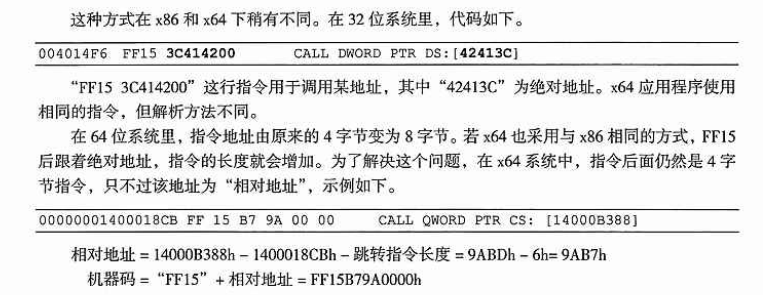 这种方式在 x86 和 x64 下稍有不同。在 32 位系统里，代码如下。
004014F6 FF15 3C414200 CALL DWORD PTR DS:[42413C]
“FF15 3C414200”这行指令用于调用某地址，其中“42413C”为绝对地址。x64 应用程序使用
相同的指令，但解析方法不同。
在 64 位系统里，指令地址由原来的 4 字节变为 8 字节。若 x64 也采用与 x86 相同的方式，FF15
后跟着绝对地址，指令的长度就会增加。为了解决这个问题，在 x64 系统中，指令后面仍然是 4 字
节指令，只不过该地址为“相对地址”，示例如下。
00000001400018CB FF 15 B7 9A 00 00 CALL QWORD PTR CS: [14000B388]
相对地址 = 14000B388h – 1400018CBh – 跳转指令长度 = 9ABDh – 6h= 9AB7h
机器码 = “FF15” + 相对地址 = FF15B79A0000h